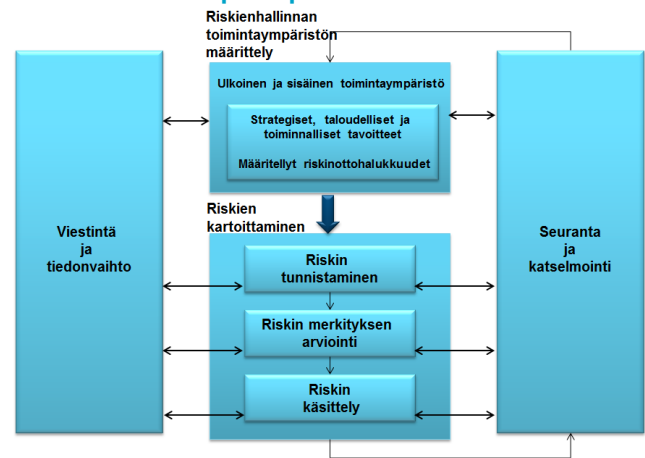 Riskienhallinnan
toimintaympäristön
määrittely
Ulkoinen ja sisäinen toimintaympäristö
Strategiset, taloudelliset ja
toiminnalliset tavoitteet
Määritellyt riskinottohalukkuudet
Riskien
kartoittaminen
Viestintä
ja
tiedonvaihto
Riskin
tunnistaminen
Riskin merkityksen
arviointi
Riskin
käsittely
Seuranta
ja
katselmointi